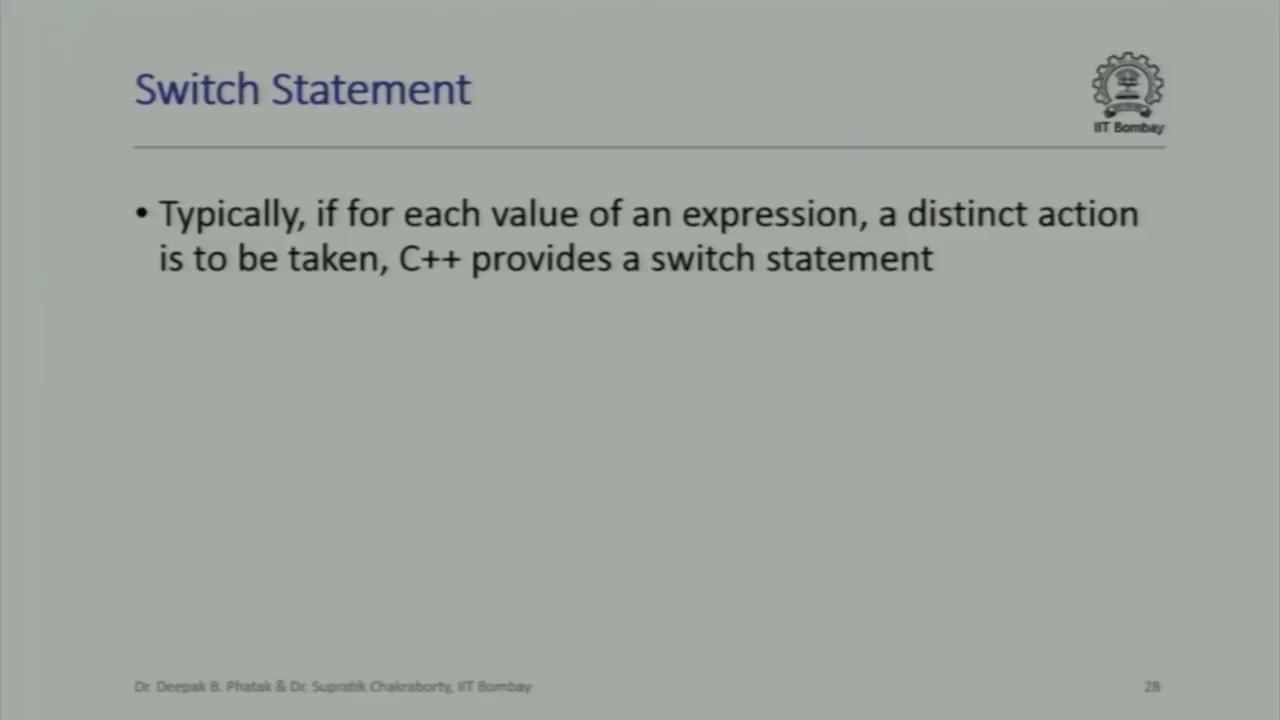 Switch Statement
IIT Bombay
• Typically, if for each value of an expression, a distinct action
is to be taken, C++ provides a switch statement
Dr. Deepak B. Phatak & Dr. Supratik Chakraborty, IIT Bombay
28